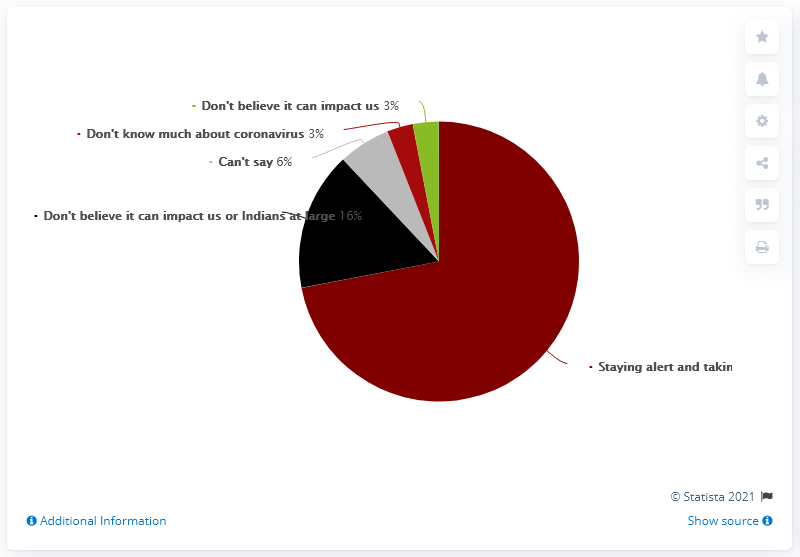 Don't believe it can impact us 3%
Don't know much about coronavirus 3%
Can't say 6%
Don't believe it can impact us or Indians at large 16%
Staying alert and takin
© Statista 2021
Additional Information
Show source